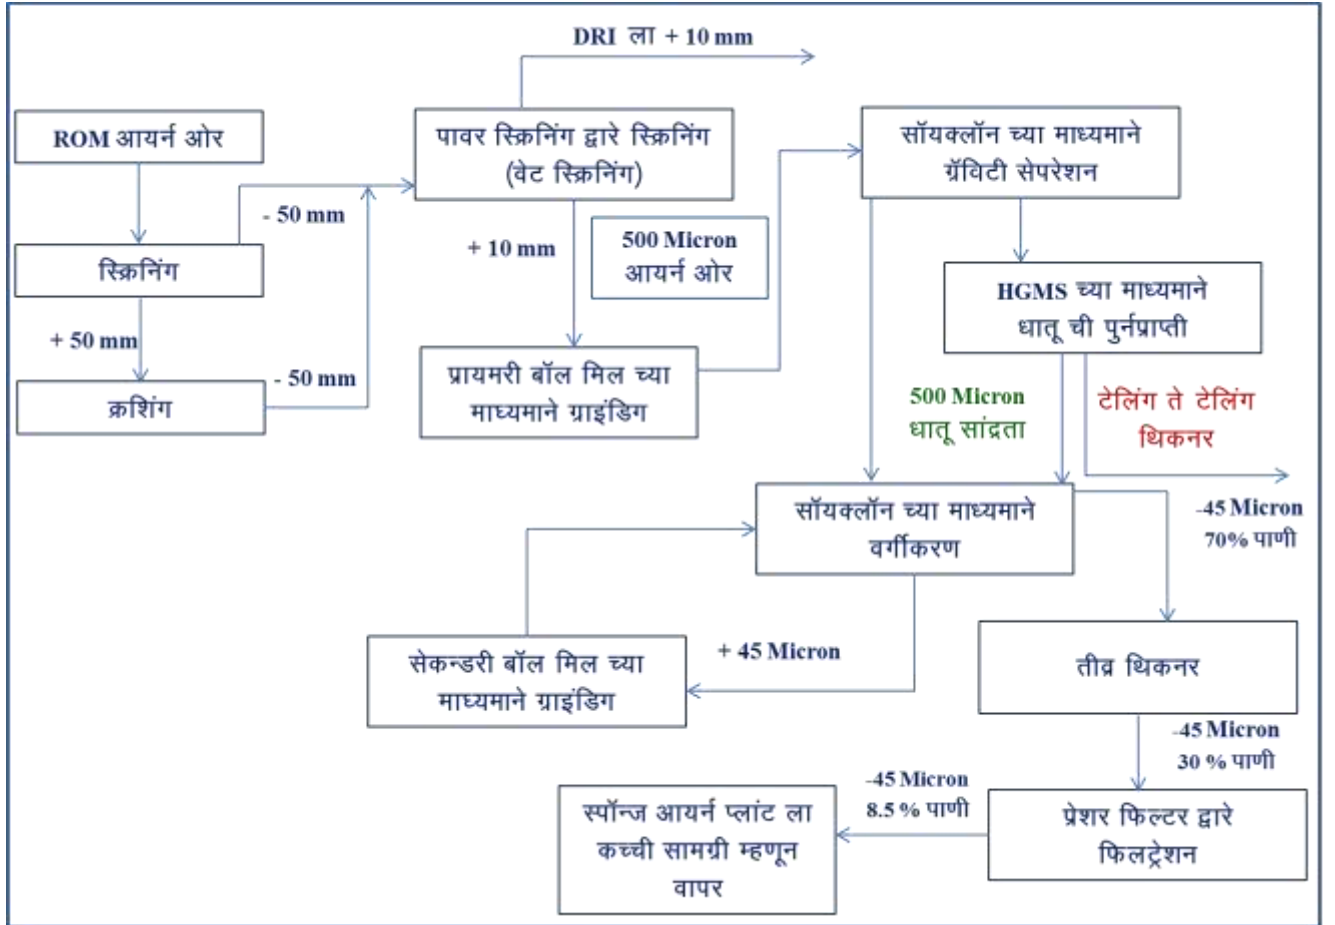 DRI ला + 10 mm
ROM आयर्न ओर
पावर स्क्रिनिंग द्वारे स्क्रिनिंग
(वेट स्क्रिनिंग)
सॉयक्लॉन च्या माध्यमाने
ग्रॅविटी सेपरेशन
- 50 mm
स्क्रिनिंग
+ 10 mm
500 Micron
आयर्न ओर
HGMS च्या माध्यमाने
धातू ची पुर्नप्राप्ती
+ 50 mm
- 50 mm
क्रशिंग
प्रायमरी बॉल मिल च्या
माध्यमाने ग्राइंडिग
500 Micron
धातू सांद्रता
टेलिंग ते टेलिंग
थिकनर
सॉयक्लॉन च्या माध्यमाने
वर्गीकरण
-45 Micron
70% पाणी
सेकन्डरी बॉल मिल च्या
माध्यमाने ग्राइंडिग
+ 45 Micron
तीव्र थिकनर
-45 Micron
30 % पाणी
-45 Micron
8.5 % पाणी
स्पॉन्ज आयर्न प्लांट ला
कच्ची सामग्री म्हणून
वापर
प्रेशर फिल्टर द्वारे
फिलट्रेशन